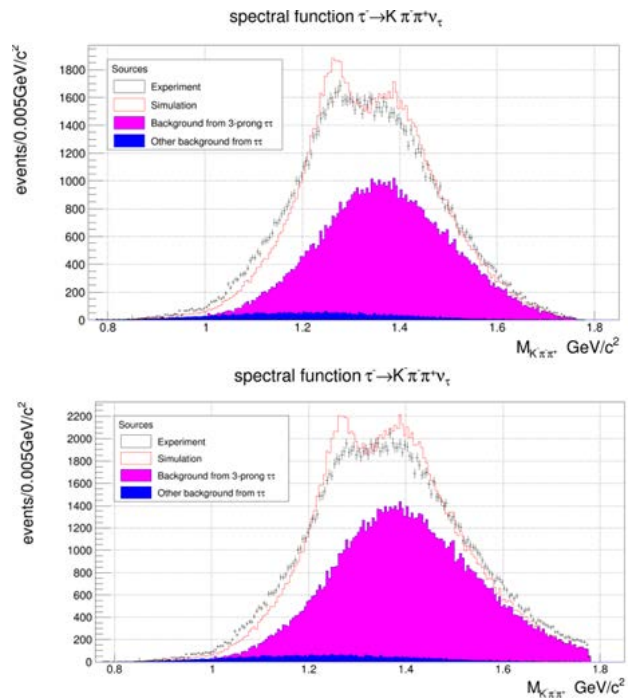 spectral function τ⁻→K π⁻π⁺ν_τ
events/0.005GeV/c²
1800
1600
1400
1200
1000
800
600
400
200
0
Sources
Experiment
Simulation
Background from 3-prong ττ
Other background from ττ
0.8 1 1.2 1.4 1.6 1.8
M_K⁻π⁻π⁺ GeV/c²
spectral function τ⁻→K⁻π⁻π⁺ν_τ
events/0.005GeV/c²
2200
2000
1800
1600
1400
1200
1000
800
600
400
200
0
Sources
Experiment
Simulation
Background from 3-prong ττ
Other background from ττ
0.8 1 1.2 1.4 1.6 1.8
M_K⁻π⁻π⁺ GeV/c²